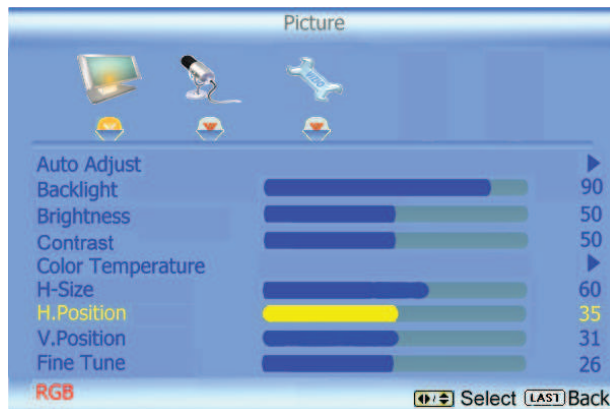 Picture
VIZIO
Auto Adjust
Backlight 90
Brightness 50
Contrast 50
Color Temperature
H-Size 60
H.Position 35
V.Position 31
Fine Tune 26
RGB Select LAST Back